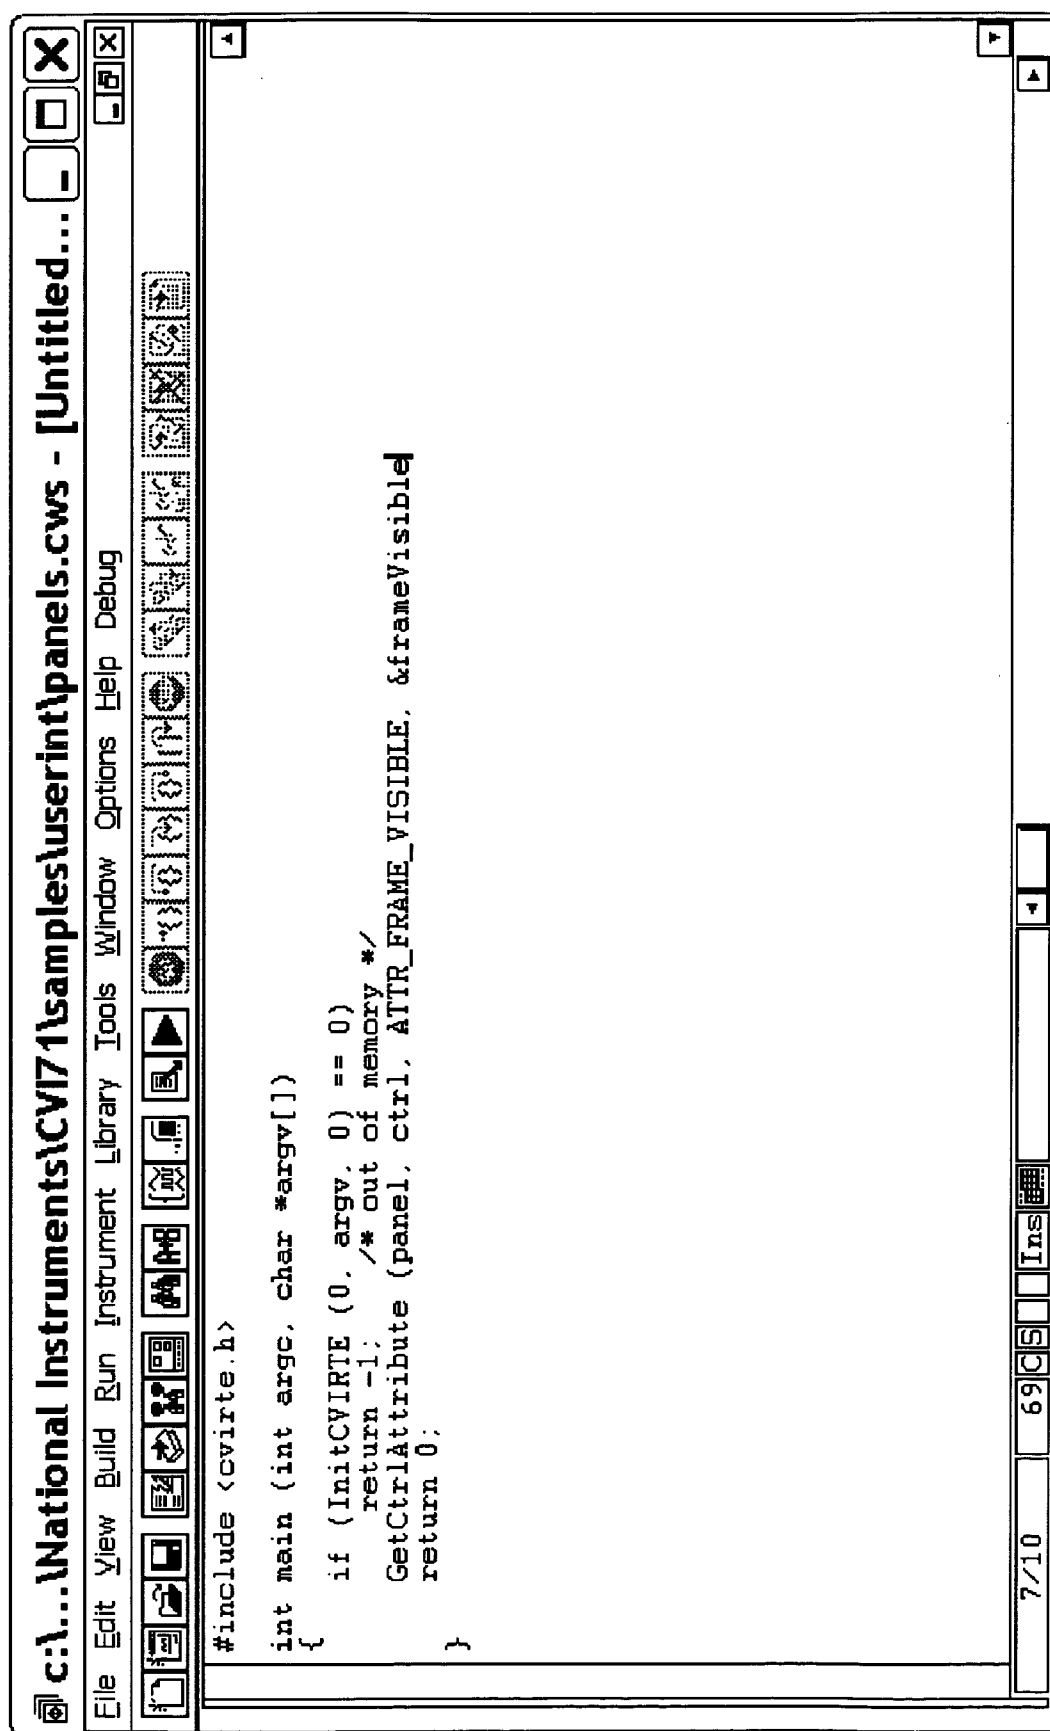 c:\...\National Instruments\CVI71\samples\userint\panels.cws - [Untitled...
File Edit View Build Run Instrument Library Tools Window Options Help Debug
#include <cvirte.h>
int main (int argc, char *argv[])
{
if (InitCVIRTE (0, argv, 0) == 0)
return -1; /* out of memory */
GetCtrlAttribute (panel, ctrl, ATTR_FRAME_VISIBLE, &frameVisible
return 0;
}
7/10 69 C S Ins